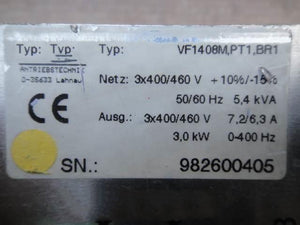 Typ: Typ: Typ: VF1408M,PT1,BR1
ANTRIEBSTECHNIK
D-35633 Lahnau
Netz: 3x400/460 V +10%/-15%
50/60 Hz 5,4 kVA
CE
Ausg.: 3x400/460 V 7,2/6,3 A
3,0 kW 0-400 Hz
SN.: 982600405